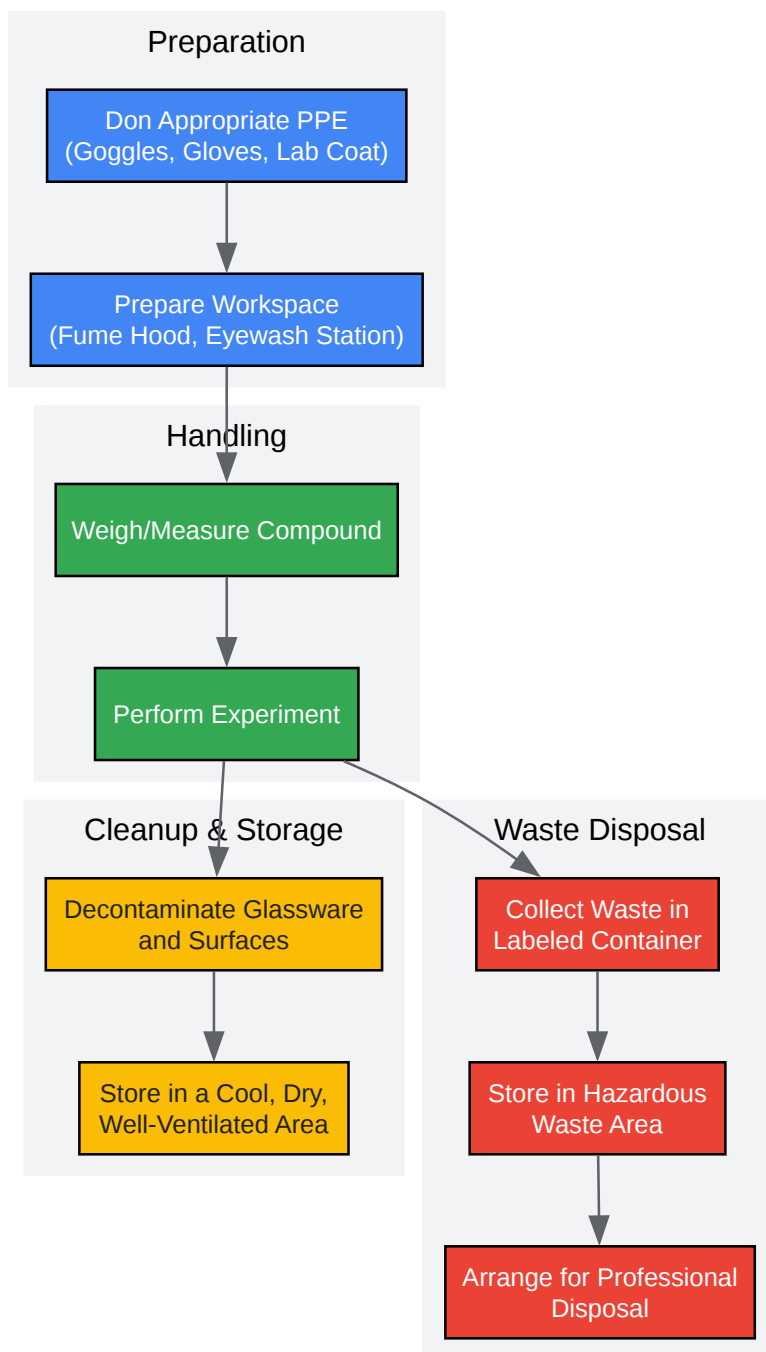 Preparation
Don Appropriate PPE
(Goggles, Gloves, Lab Coat)
Prepare Workspace
(Fume Hood, Eyewash Station)
Handling
Weigh/Measure Compound
Perform Experiment
Cleanup & Storage
Decontaminate Glassware
and Surfaces
Store in a Cool, Dry,
Well-Ventilated Area
Waste Disposal
Collect Waste in
Labeled Container
Store in Hazardous
Waste Area
Arrange for Professional
Disposal